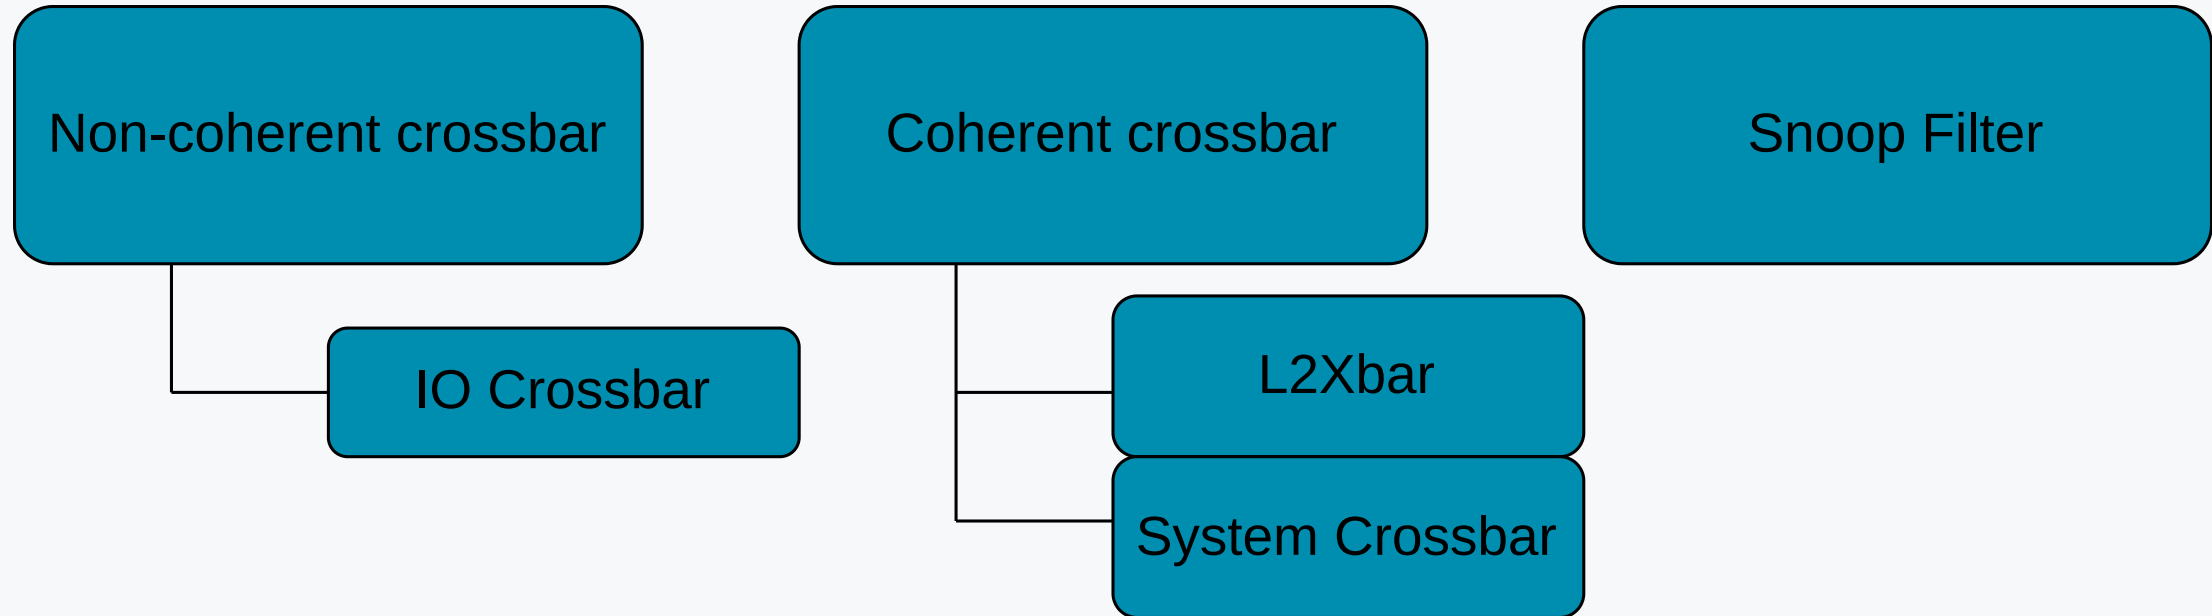 Non-coherent crossbar
Coherent crossbar
Snoop Filter
IO Crossbar
L2Xbar
System Crossbar